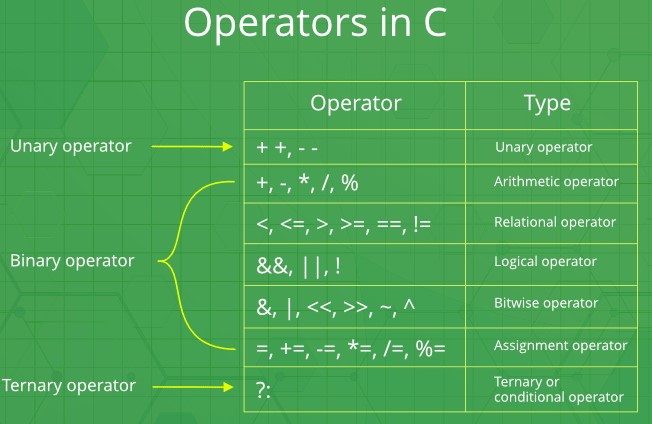 Operators in C
Operator Type
Unary operator + +, - - Unary operator
+, -, *, /, % Arithmetic operator
<, <=, >, >=, ==, != Relational operator
Binary operator &&, ||, ! Logical operator
&, |, <<, >>, ~, ^ Bitwise operator
=, +=, -=, *=, /=, %= Assignment operator
Ternary operator ?: Ternary or
conditional operator